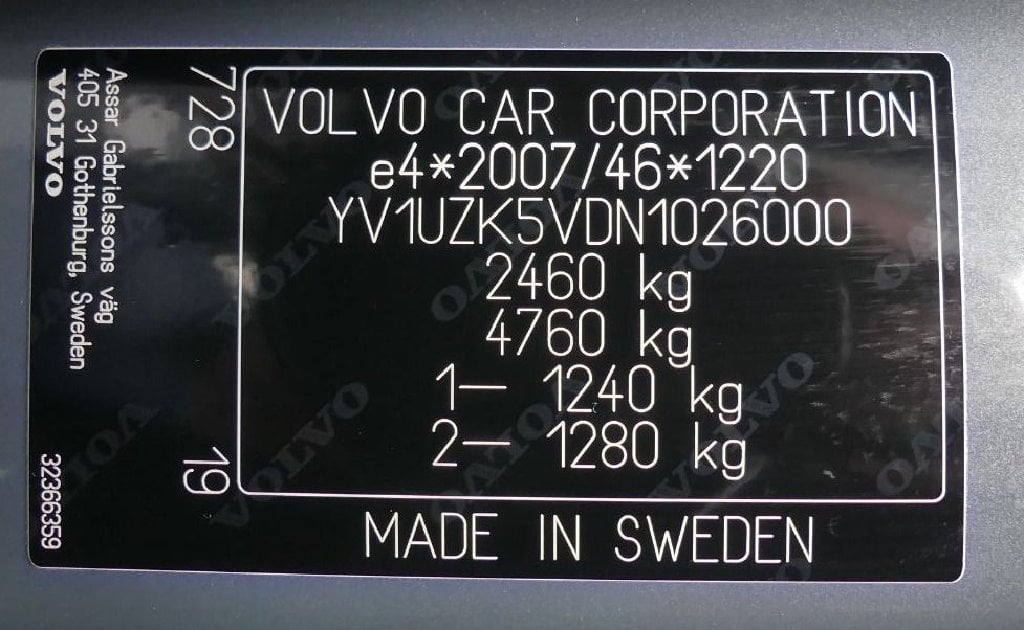 VOLVO CAR CORPORATION
e4*2007/46*1220
YV1UZK5VDN1026000
2460 kg
4760 kg
1— 1240 kg
2— 1280 kg
MADE IN SWEDEN
728
19
Assar Gabrielssons väg
405 31 Gothenburg, Sweden
VOLVO
32366359